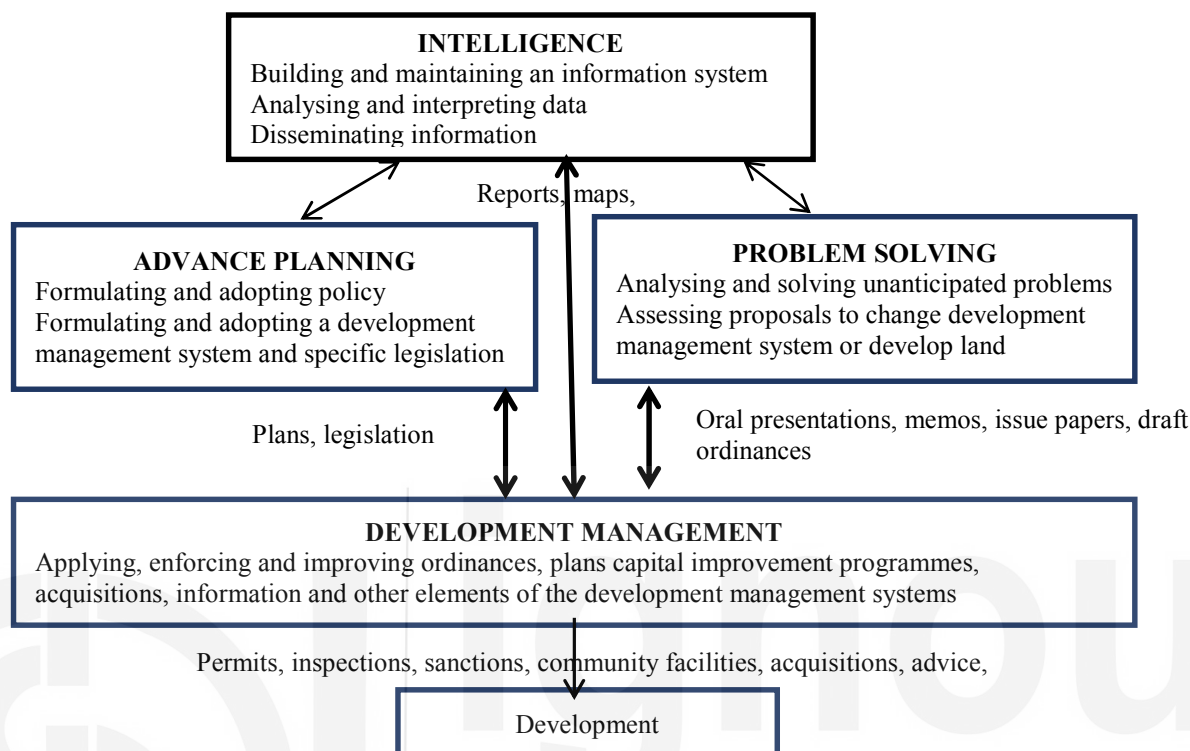 INTELLIGENCE
Building and maintaining an information system
Analysing and interpreting data
Disseminating information
Reports, maps,
ADVANCE PLANNING
Formulating and adopting policy
Formulating and adopting a development
management system and specific legislation
PROBLEM SOLVING
Analysing and solving unanticipated problems
Assessing proposals to change development
management system or develop land
Plans, legislation
Oral presentations, memos, issue papers, draft
ordinances
DEVELOPMENT MANAGEMENT
Applying, enforcing and improving ordinances, plans capital improvement programmes,
acquisitions, information and other elements of the development management systems
Permits, inspections, sanctions, community facilities, acquisitions, advice,
Development
ignou